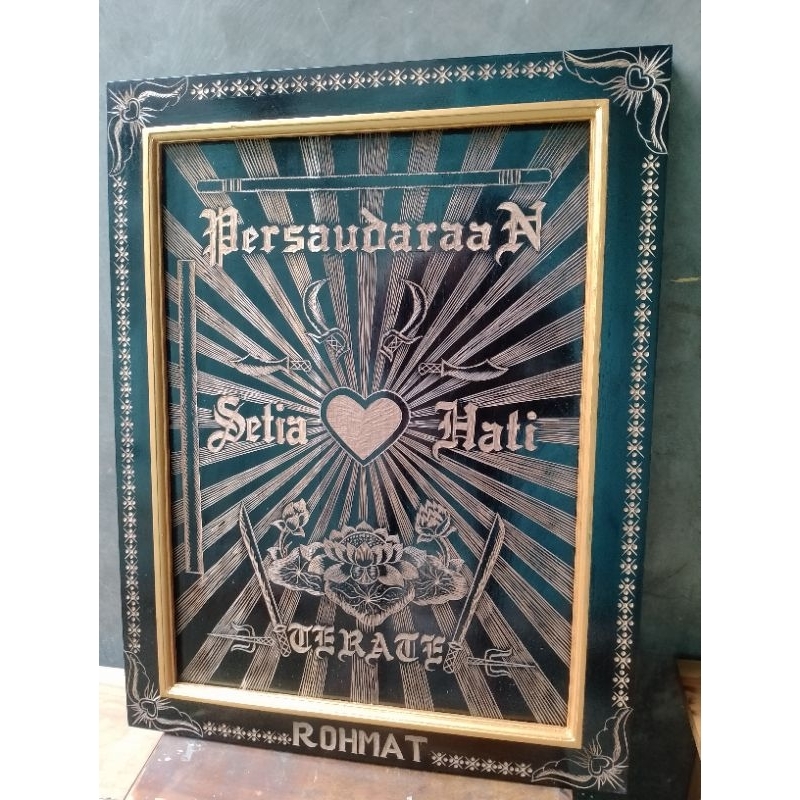 PersaudaraaN
Setia Hati
TERATE
ROHMAT